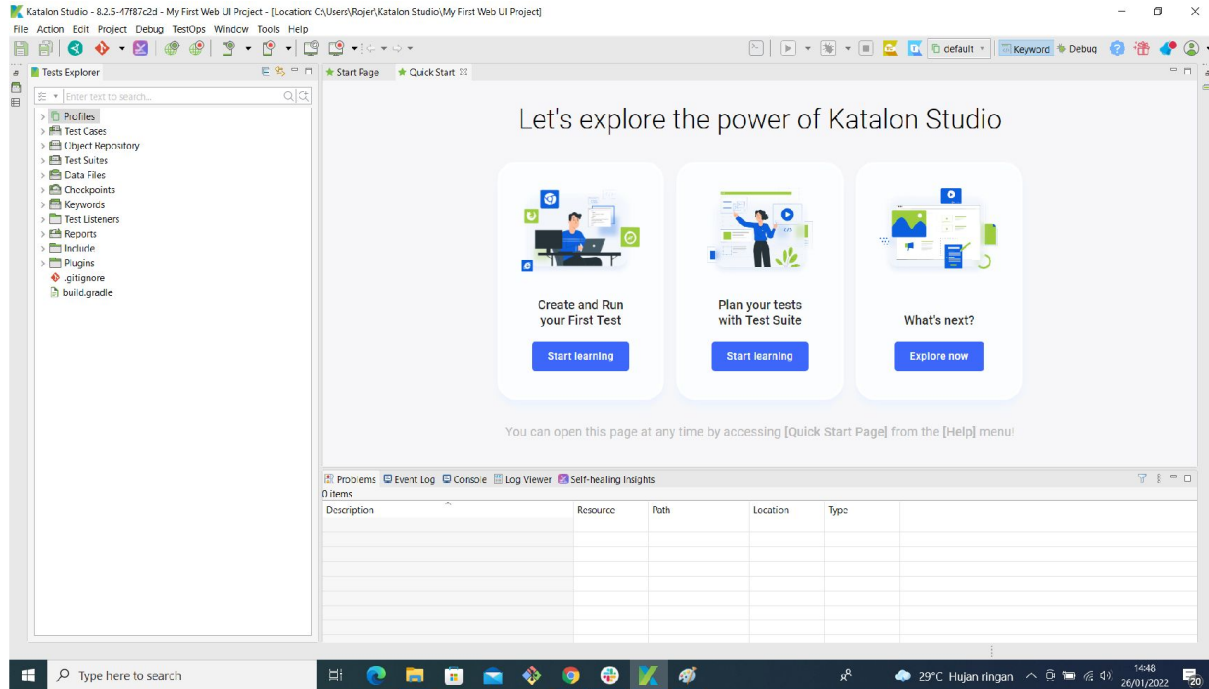 Katalon Studio - 8.2.5-47f87c2d - My First Web UI Project - [Location: C:\Users\Rojer\Katalon Studio\My First Web UI Project]
File Action Edit Project Debug TestOps Window Tools Help
default Keyword Debug
Tests Explorer
Start Page Quick Start
Enter text to search...
Profiles
Test Cases
Object Repository
Test Suites
Data Files
Checkpoints
Keywords
Test Listeners
Reports
Include
Plugins
.gitignore
build.gradle
Let's explore the power of Katalon Studio
Create and Run
your First Test
Start learning
Plan your tests
with Test Suite
Start learning
What's next?
Explore now
You can open this page at any time by accessing [Quick Start Page] from the [Help] menu!
Problems Event Log Console Log Viewer Self-healing Insights
0 items
Description Resource Path Location Type
Type here to search
29°C Hujan ringan
14:48
26/01/2022
20